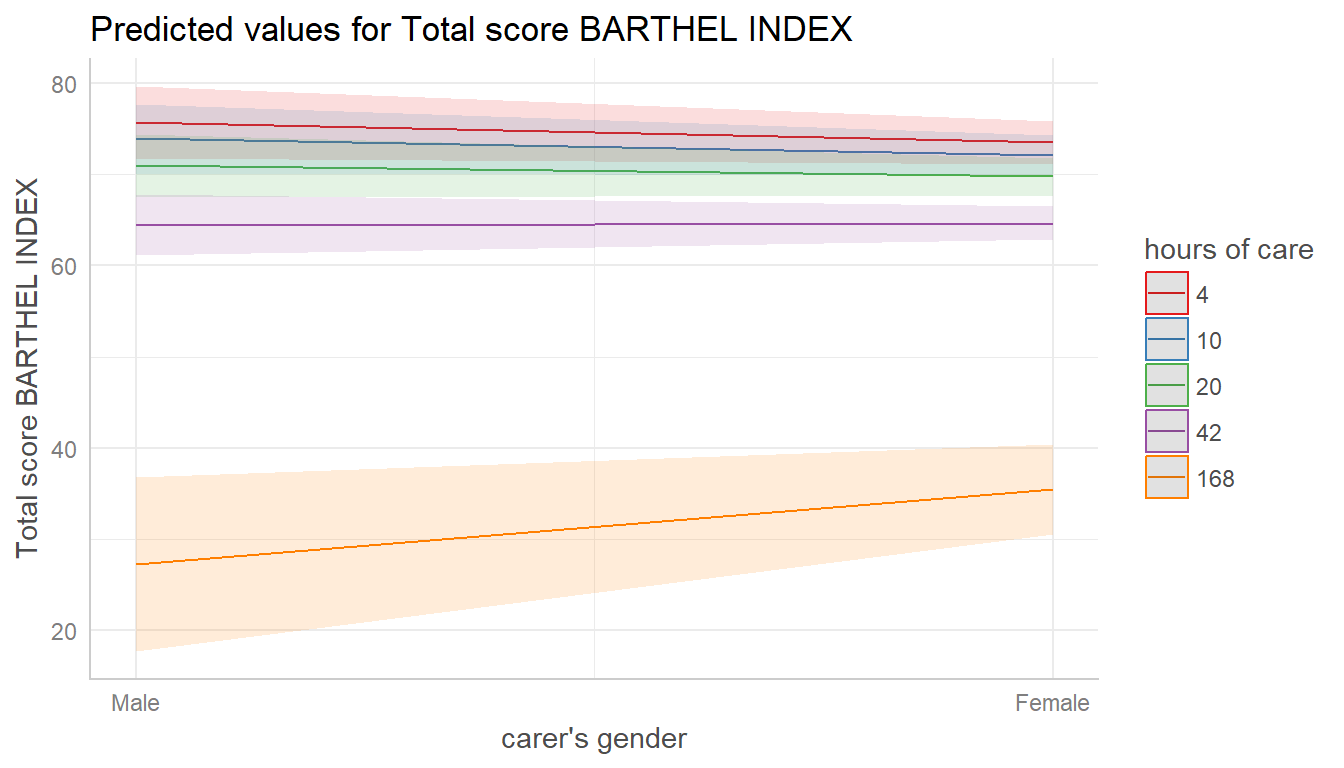 Predicted values for Total score BARTHEL INDEX
Total score BARTHEL INDEX
80
60
40
20
Male
Female
carer's gender
hours of care
4
10
20
42
168